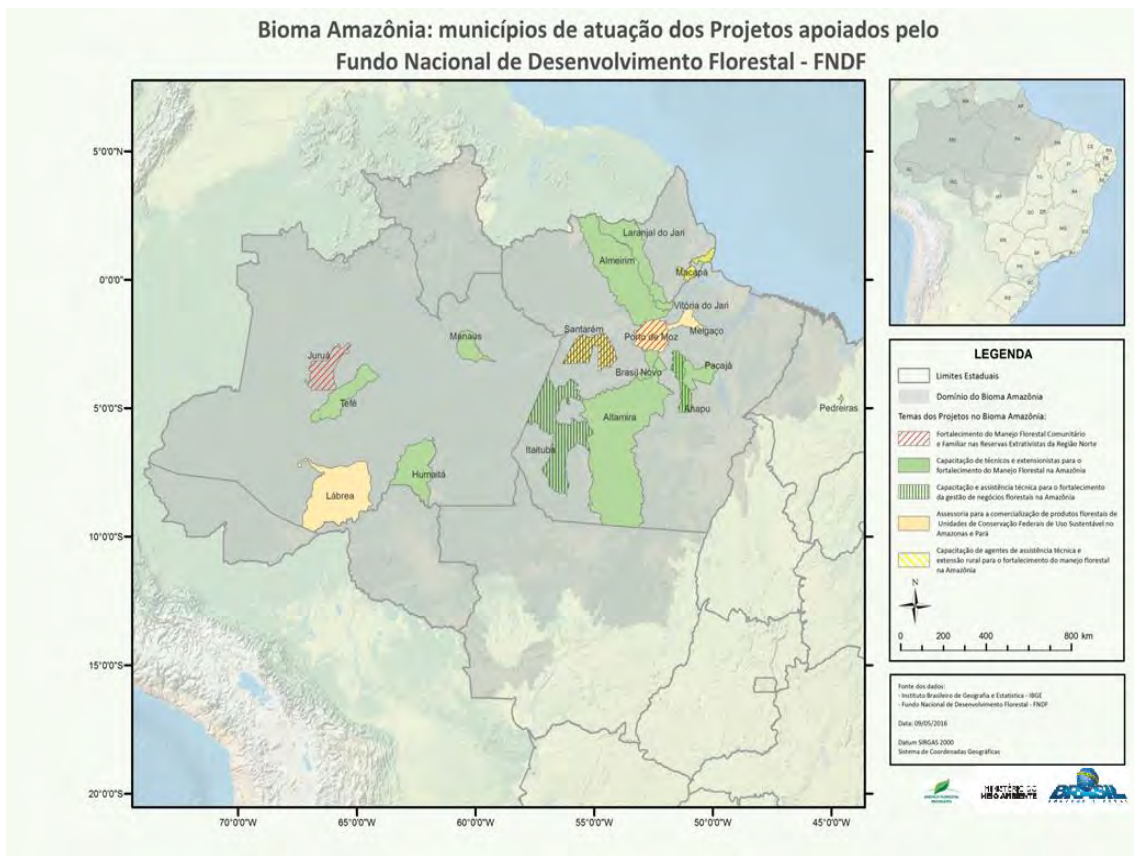 Bioma Amazônia: municípios de atuação dos Projetos apoiados pelo
Fundo Nacional de Desenvolvimento Florestal - FNDF
5°0'0"N
0°0'0"
5°0'0"S
10°0'0"S
15°0'0"S
20°0'0"S
70°0'0"W
65°0'0"W
60°0'0"W
55°0'0"W
50°0'0"W
45°0'0"W
Laranjal do Jari
Almeirim
Macapá
Vitória do Jari
Manaus
Santarém
Porto de Moz
Melgaço
Juruá
Brasil Novo
Pacajá
Tefé
Altamira
Anapu
Pedreiras
Itaituba
Humaitá
Lábrea
LEGENDA
Limites Estaduais
Domínio do Bioma Amazônia
Temas dos Projetos no Bioma Amazônia:
Fortalecimento do Manejo Florestal Comunitário
e Familiar nas Reservas Extrativistas da Região Norte
Capacitação de técnicos e extensionistas para o
fortalecimento do Manejo Florestal na Amazônia
Capacitação e assistência técnica para o fortalecimento
da gestão de negócios florestais na Amazônia
Assessoria para a comercialização de produtos florestais de
Unidades de Conservação Federais de Uso Sustentável no
Amazonas e Pará
Capacitação de agentes de assistência técnica e
extensão rural para o fortalecimento do manejo florestal
na Amazônia
N
0 200 400 800 km
Fonte dos dados:
- Instituto Brasileiro de Geografia e Estatística - IBGE
- Fundo Nacional de Desenvolvimento Florestal - FNDF
Data: 09/05/2016
Datum SIRGAS 2000
Sistema de Coordenadas Geográficas
MEIO AMBIENTE
BRASIL